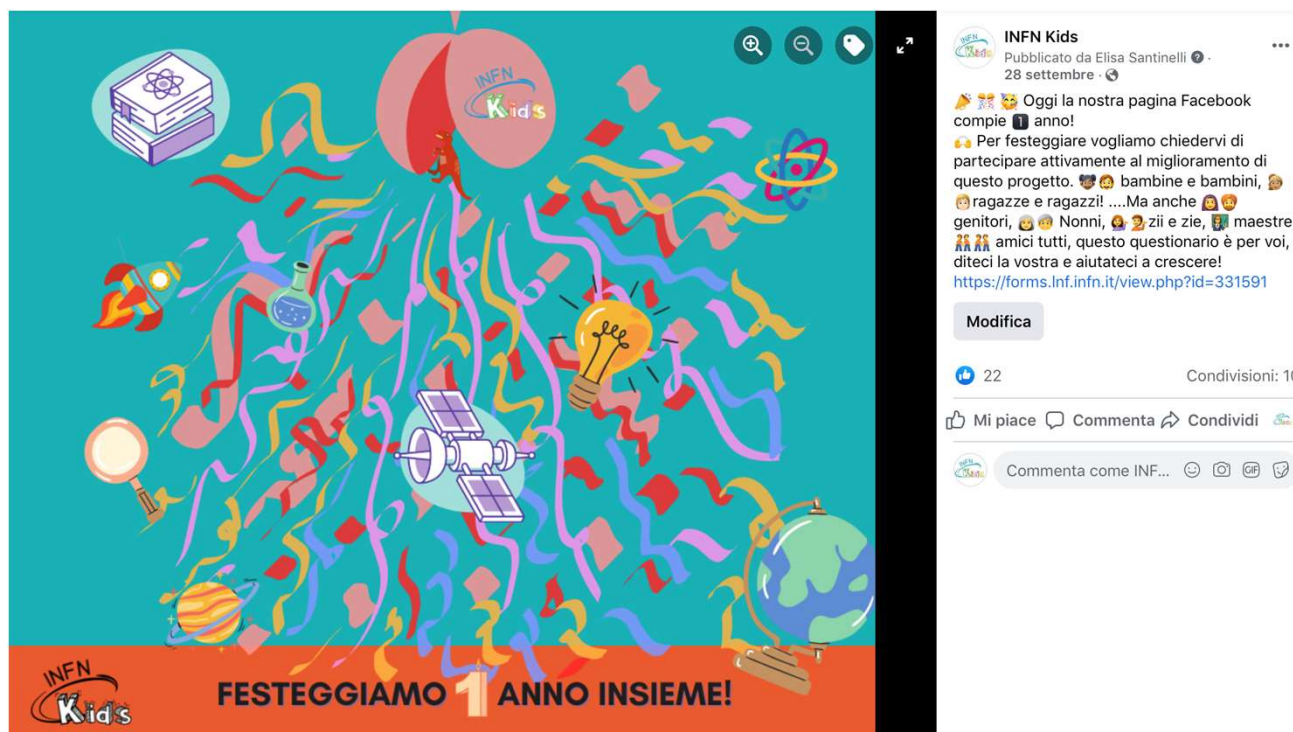 INFN
Kids
INFN
Kids
FESTEGGIAMO 1 ANNO INSIEME!
INFN Kids
Pubblicato da Elisa Santinelli
28 settembre ·
🎉 🎊 🥳 Oggi la nostra pagina Facebook
compie 1️⃣ anno!
🙌 Per festeggiare vogliamo chiedervi di
partecipare attivamente al miglioramento di
questo progetto. bambine e bambini,
ragazze e ragazzi! ....Ma anche
genitori, Nonni, zii e zie, maestre
amici tutti, questo questionario è per voi,
diteci la vostra e aiutateci a crescere!
https://forms.lnf.infn.it/view.php?id=331591
Modifica
22 Condivisioni: 10
Mi piace Commenta Condividi
Commenta come INF... GIF